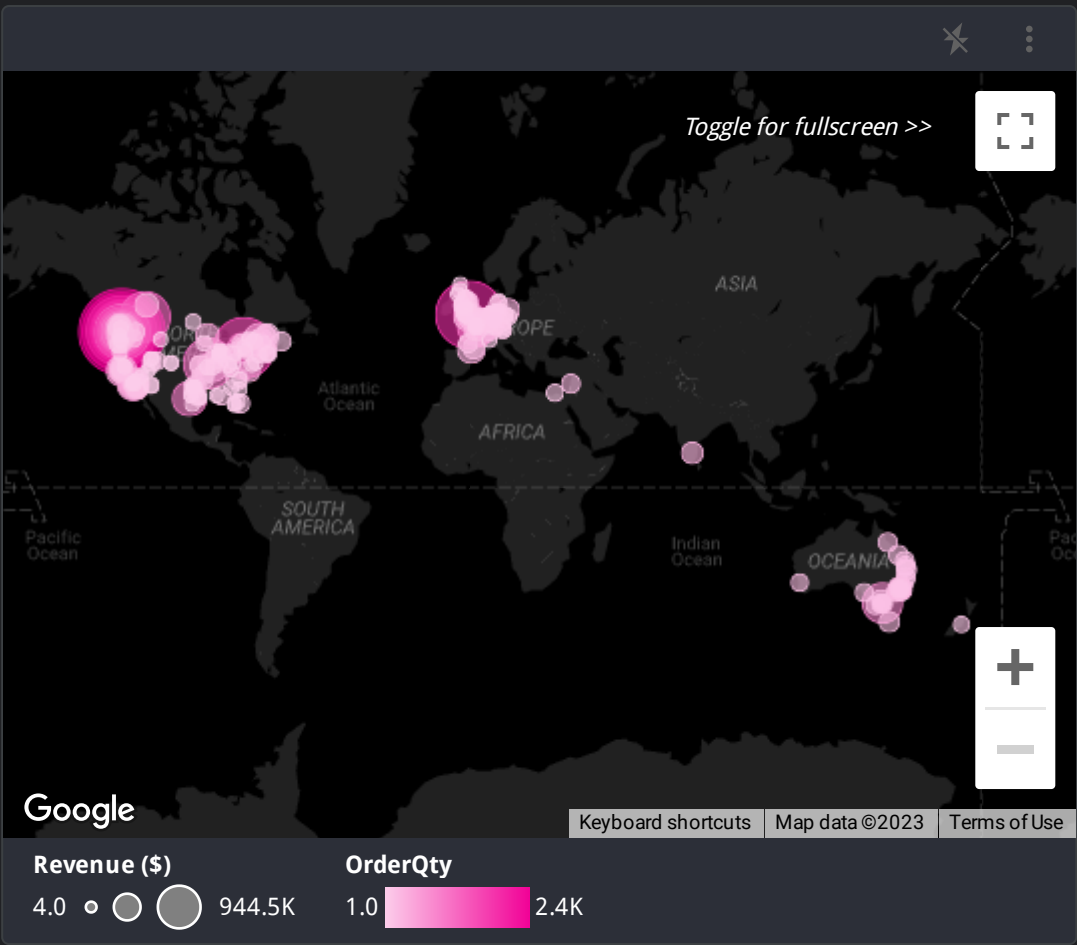 Toggle for fullscreen >>
ASIA
Atlantic
Ocean
AFRICA
SOUTH
AMERICA
Pacific
Ocean
Indian
Ocean
OCEANIA
Google
Keyboard shortcuts
Map data ©2023
Terms of Use
Revenue ($)
4.0
944.5K
OrderQty
1.0
2.4K